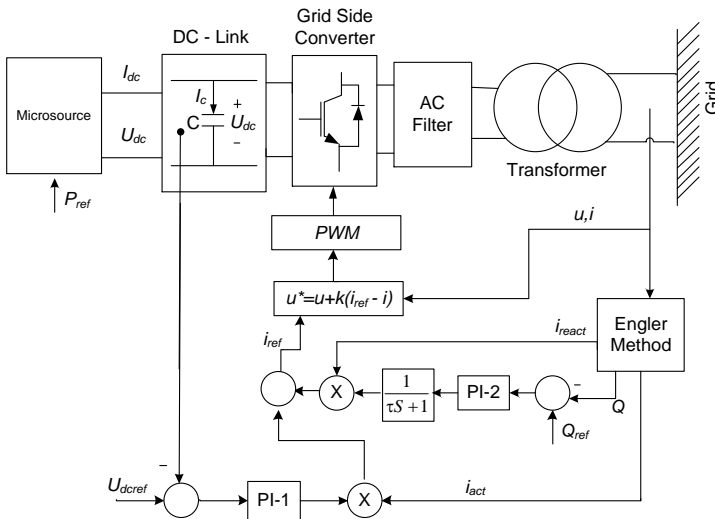 Grid Side
Converter
DC - Link
Microsource
I_dc
U_dc
I_c
+
C
U_dc
−
AC
Filter
Transformer
Grid
P_ref
PWM
u,i
u*=u+k(i_ref - i)
i_ref
i_react
Engler
Method
X
1
τS +1
PI-2
−
Q
Q_ref
−
U_dcref
PI-1
X
i_act